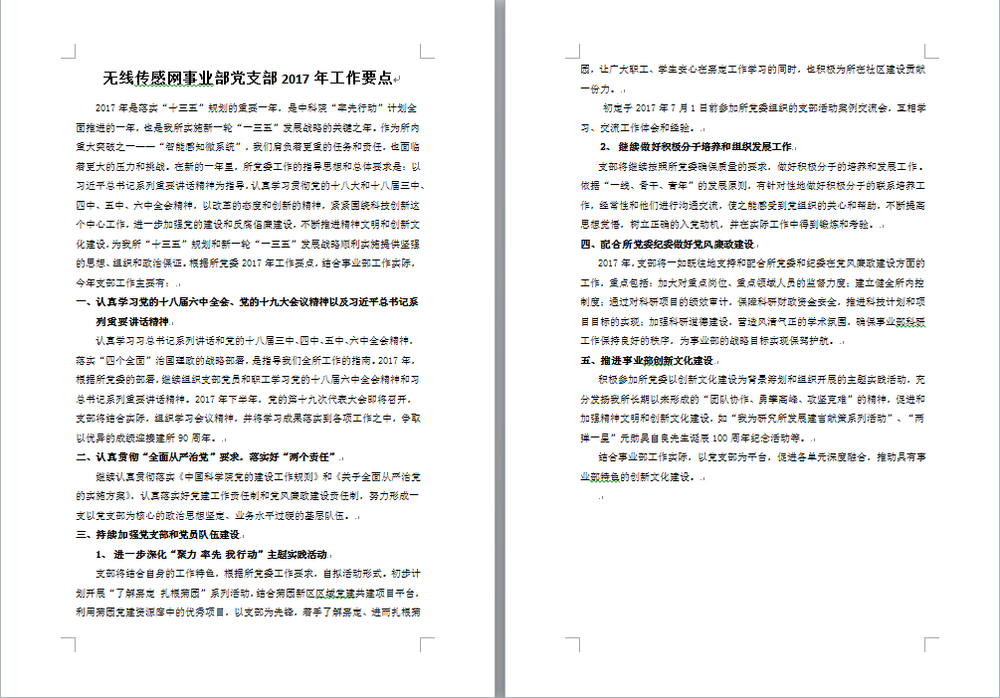 无线传感网事业部党支部 2017 年工作要点
2017 年是落实“十三五”规划的重要一年，是中科院“率先行动”计划全
面推进的一年，也是我所实施新一轮“一三五”发展战略的关键之年。作为所内
重大突破之一——“智能感知微系统”，我们肩负着更重的任务和责任，也面临
着更大的压力和挑战。在新的一年里，所党委工作的指导思想和总体要求是：以
习近平总书记系列重要讲话精神为指导，认真学习贯彻党的十八大和十八届三中、
四中、五中、六中全会精神，以改革的态度和创新的精神，紧紧围绕科技创新这
个中心工作，进一步加强党的建设和反腐倡廉建设，不断推进精神文明和创新文
化建设，为我所“十三五”规划和新一轮“一三五”发展战略顺利实施提供坚强
的思想、组织和政治保证。根据所党委 2017 年工作要点，结合事业部工作实际，
今年支部工作主要有：
一、认真学习党的十八届六中全会、党的十九大会议精神以及习近平总书记系
列重要讲话精神
认真学习习总书记系列讲话和党的十八届三中、四中、五中、六中全会精神，
落实“四个全面”治国理政的战略部署，是指导我们全所工作的指南。2017 年，
根据所党委的部署，继续组织支部党员和职工学习党的十八届六中全会精神和习
总书记系列重要讲话精神。2017 年下半年，党的第十九次代表大会即将召开，
支部将结合实际，组织学习会议精神，并将学习成果落实到各项工作之中，争取
以优异的成绩迎接建所 90 周年。
二、认真贯彻“全面从严治党”要求，落实好“两个责任”
继续认真贯彻落实《中国科学院党的建设工作规则》和《关于全面从严治党
的实施方案》，认真落实好党建工作责任制和党风廉政建设责任制，努力形成一
支以党支部为核心的政治思想坚定、业务水平过硬的基层队伍。
三、持续加强党支部和党员队伍建设
1、 进一步深化“聚力 率先 我行动”主题实践活动
支部将结合自身的工作特色，根据所党委工作要求，自拟活动形式。初步计
划开展“了解嘉定 扎根菊园”系列活动，结合菊园新区区域党建共建项目平台，
利用菊园党建资源库中的优秀项目，以支部为先锋，着手了解嘉定、进而扎根菊
园，让广大职工、学生安心在嘉定工作学习的同时，也积极为所在社区建设贡献
一份力。
初定于 2017 年 7 月 1 日前参加所党委组织的支部活动案例交流会，互相学
习、交流工作体会和经验。
2、 继续做好积极分子培养和组织发展工作
支部将继续按照所党委确保质量的要求，做好积极分子的培养和发展工作。
依据“一线、骨干、青年”的发展原则，有针对性地做好积极分子的联系培养工
作，经常性和他们进行沟通交流，使之能感受到党组织的关心和帮助，不断提高
思想觉悟，树立正确的入党动机，并在实际工作中得到锻炼和考验。
四、配合所党委纪委做好党风廉政建设
2017 年，支部将一如既往地支持和配合所党委和纪委在党风廉政建设方面的
工作，重点包括：加大对重点岗位、重点领域人员的监督力度；建立健全所内控
制度；通过对科研项目的绩效审计，保障科研财政资金安全，推进科技计划和项
目目标的实现；加强科研道德建设，营造风清气正的学术氛围，确保事业部科研
工作保持良好的秩序，为事业部的战略目标实现保驾护航。
五、推进事业部创新文化建设
积极参加所党委以创新文化建设为背景筹划和组织开展的主题实践活动，充
分发扬我所长期以来形成的“团队协作、勇攀高峰、攻坚克难”的精神，促进和
加强精神文明和创新文化建设，如“我为研究所发展建言献策系列活动”、“两
弹一星”元勋吴自良先生诞辰 100 周年纪念活动等。
结合事业部工作实际，以党支部为平台，促进各单元深度融合，推动具有事
业部特色的创新文化建设。